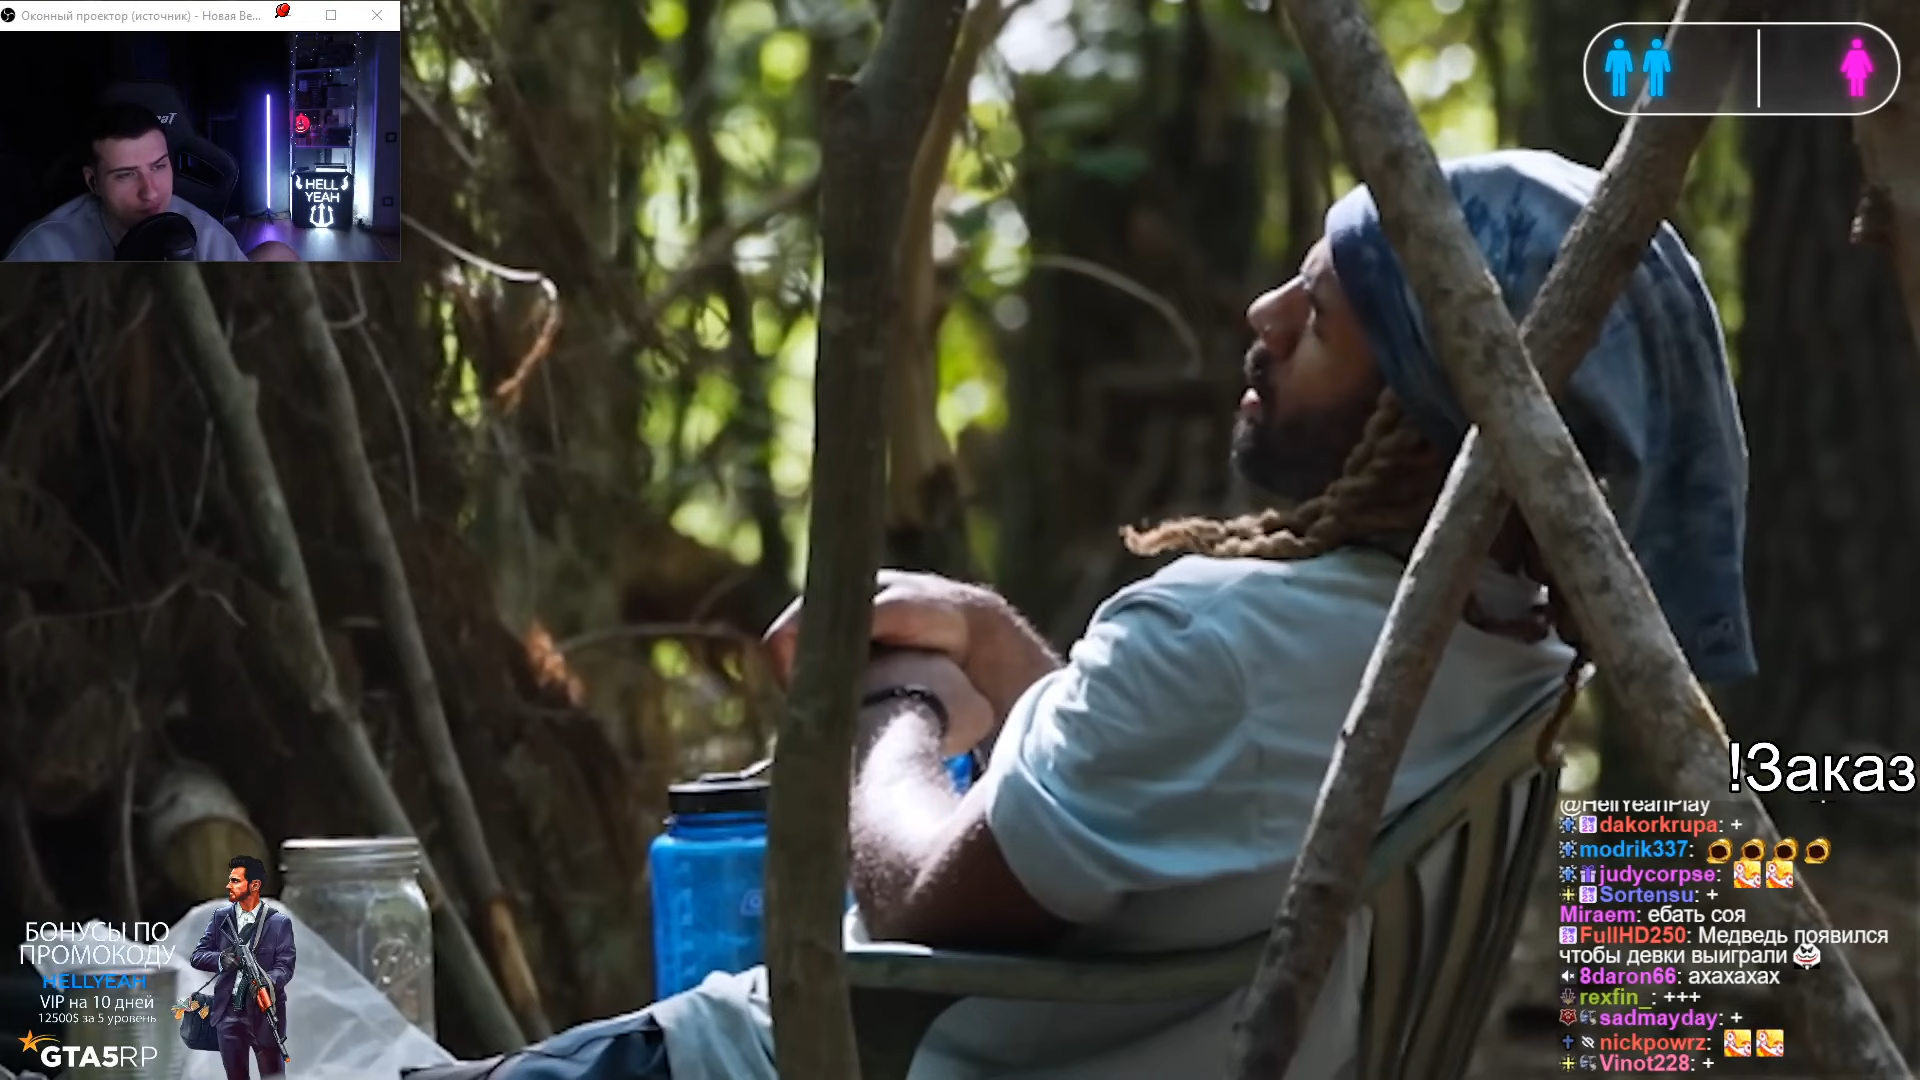 Оконный проектор (источник) - Новая Ве...
HELL
YEAH
!Заказ
@HellYeahPlay
dakorkrupa: +
modrik337:
judycorpse:
Sortensu: +
Miraem: ебать соя
FullHD250: Медведь появился
чтобы девки выиграли
8daron66: ахахахах
rexfin_: +++
sadmayday: +
nickpowrz:
Vinot228: +
БОНУСЫ ПО
ПРОМОКОДУ
HELLYEAH
VIP на 10 дней
12500$ за 5 уровень
GTA5RP